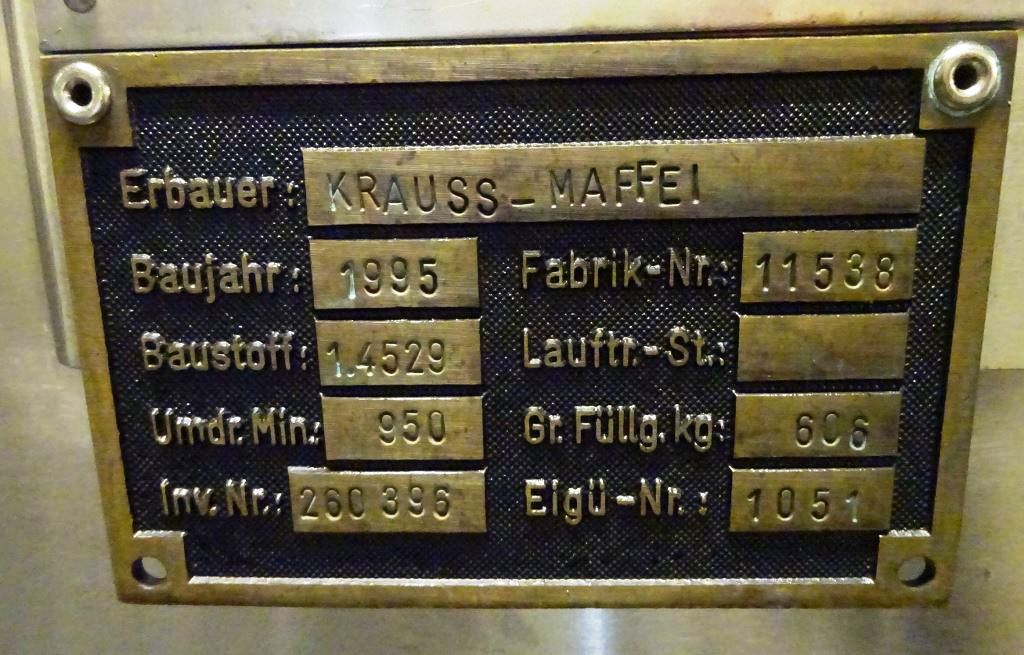 Erbauer: KRAUSS-MAFFEI
Baujahr: 1995 Fabrik-Nr.: 11538
Baustoff: 1.4529 Lauftr.-St.:
Umdr. Min.: 950 Gr. Füllg. kg: 606
Inv. Nr.: 260 396 Eigü-Nr.: 1051